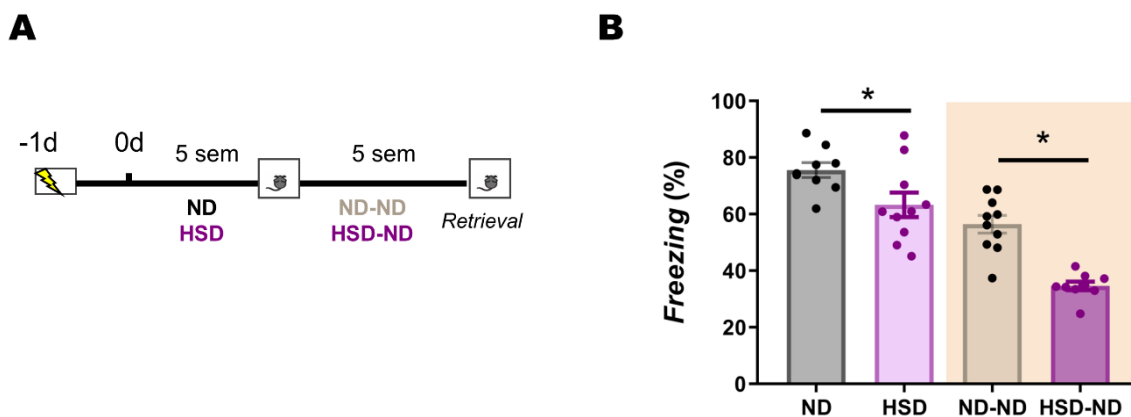 A
-1d
0d
5 sem
5 sem
ND
HSD
ND-ND
HSD-ND
Retrieval
B
Freezing (%)
100
80
60
40
20
0
*
*
ND
HSD
ND-ND
HSD-ND